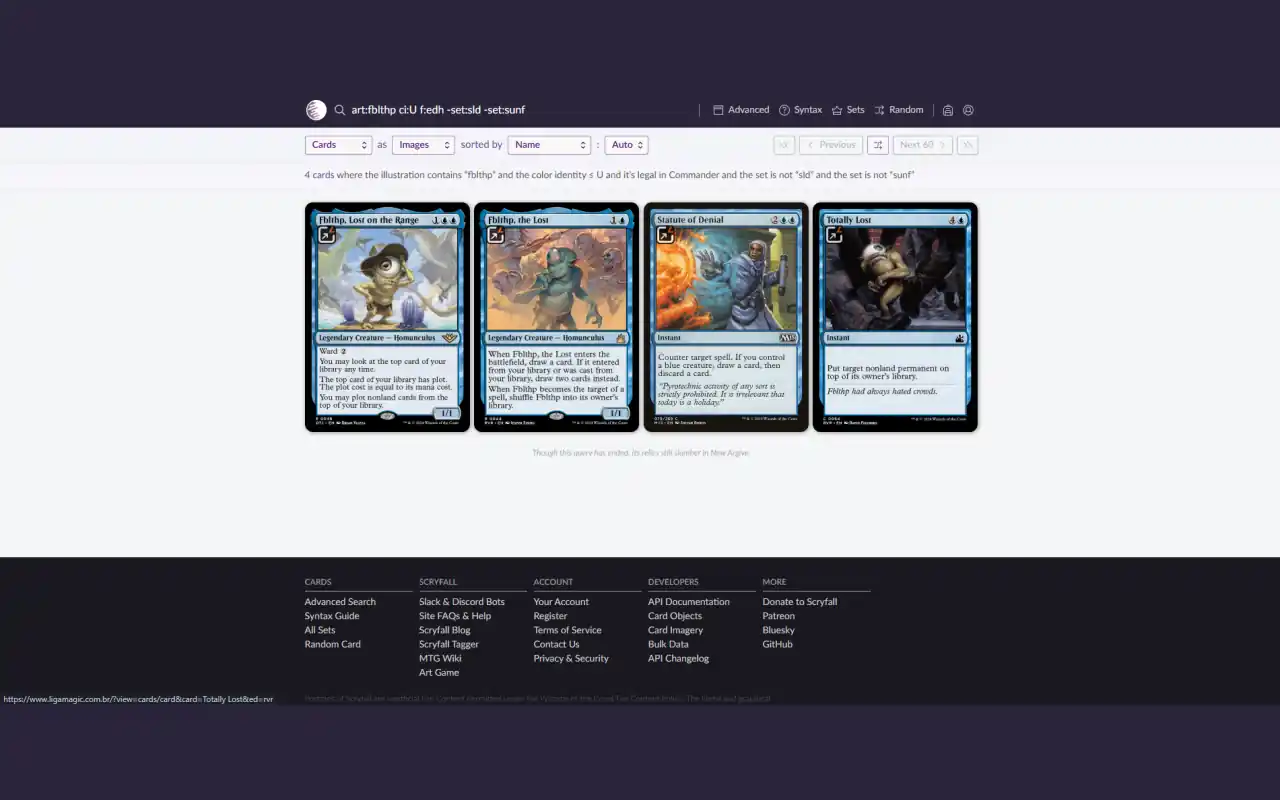 art:fblthp ci:U f:edh -set:sld -set:sunf
Advanced Syntax Sets Random
Cards as Images sorted by Name : Auto Previous Next 60
4 cards where the illustration contains “fblthp” and the color identity ≤ U and it’s legal in Commander and the set is not “sld” and the set is not “sunf”
Fblthp, Lost on the Range 1
Legendary Creature — Homunculus
Ward 2
You may look at the top card of your
library any time.
The top card of your library has plot.
The plot cost is equal to its mana cost.
You may plot nonland cards from the
top of your library.
1/1
Fblthp, the Lost 1
Legendary Creature — Homunculus
When Fblthp, the Lost enters the
battlefield, draw a card. If it entered
from your library or was cast from
your library, draw two cards instead.
When Fblthp becomes the target of a
spell, shuffle Fblthp into its owner's
library.
1/1
Statute of Denial 2
Instant
Counter target spell. If you control
a blue creature, draw a card, then
discard a card.
“Pyrotechnic activity of any sort is
strictly prohibited. It is irrelevant that
today is a holiday.”
Totally Lost 4
Instant
Put target nonland permanent on
top of its owner's library.
Fblthp had always hated crowds.
Though this query has ended, its relics still slumber in New Argive.
CARDS
Advanced Search
Syntax Guide
All Sets
Random Card
SCRYFALL
Slack & Discord Bots
Site FAQs & Help
Scryfall Blog
Scryfall Tagger
MTG Wiki
Art Game
ACCOUNT
Your Account
Register
Terms of Service
Contact Us
Privacy & Security
DEVELOPERS
API Documentation
Card Objects
Card Imagery
Bulk Data
API Changelog
MORE
Donate to Scryfall
Patreon
Bluesky
GitHub
https://www.ligamagic.com.br/?view=cards/card&card=Totally Lost&ed=rvr